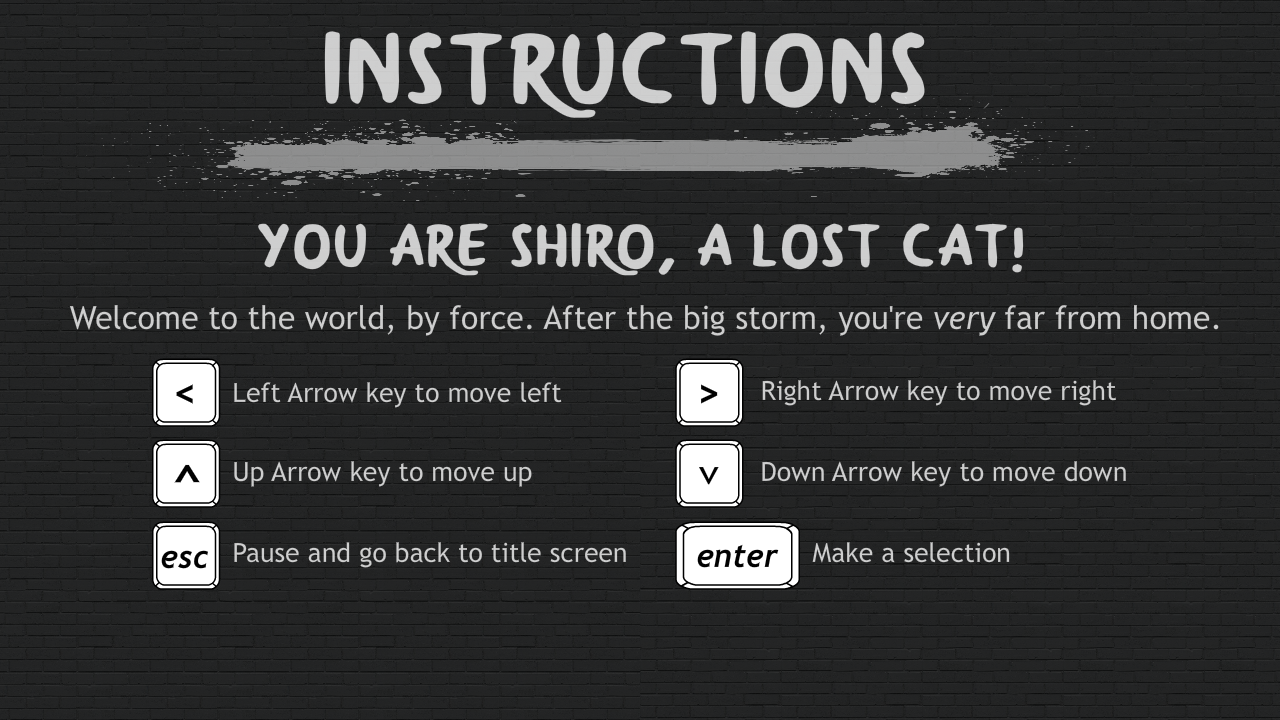 INSTRUCTIONS
YOU ARE SHIRO, A LOST CAT!
Welcome to the world, by force. After the big storm, you're very far from home.
< Left Arrow key to move left
> Right Arrow key to move right
^ Up Arrow key to move up
v Down Arrow key to move down
esc Pause and go back to title screen
enter Make a selection